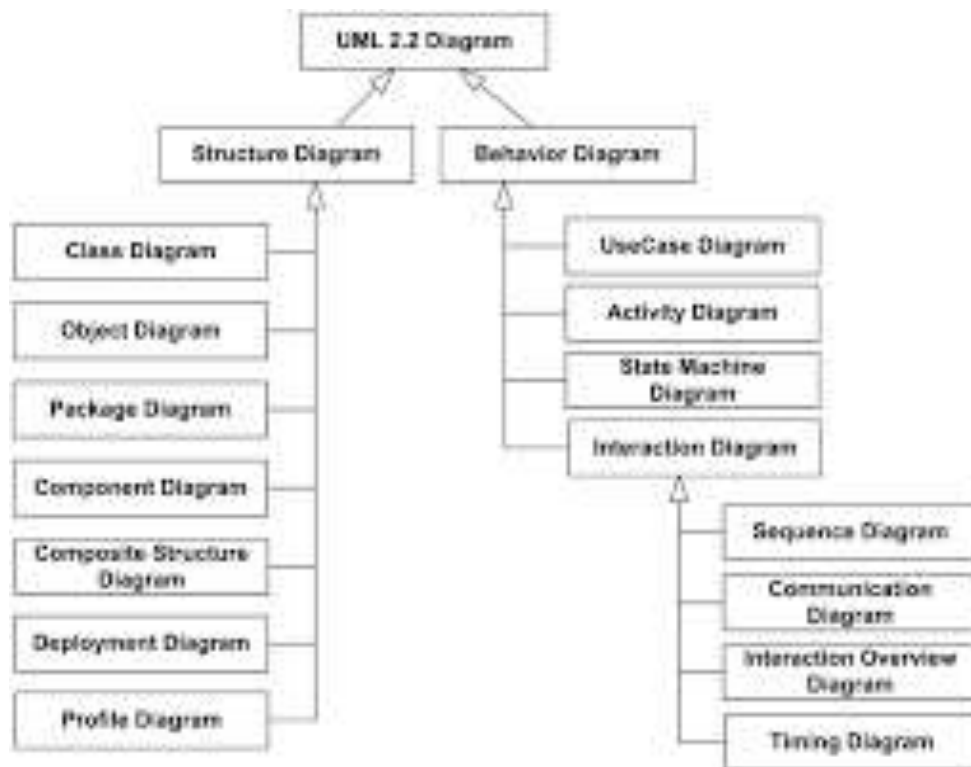 UML 2.2 Diagram
Structure Diagram
Behavior Diagram
Class Diagram
Object Diagram
Package Diagram
Component Diagram
Composite Structure
Diagram
Deployment Diagram
Profile Diagram
UseCase Diagram
Activity Diagram
State Machine
Diagram
Interaction Diagram
Sequence Diagram
Communication
Diagram
Interaction Overview
Diagram
Timing Diagram